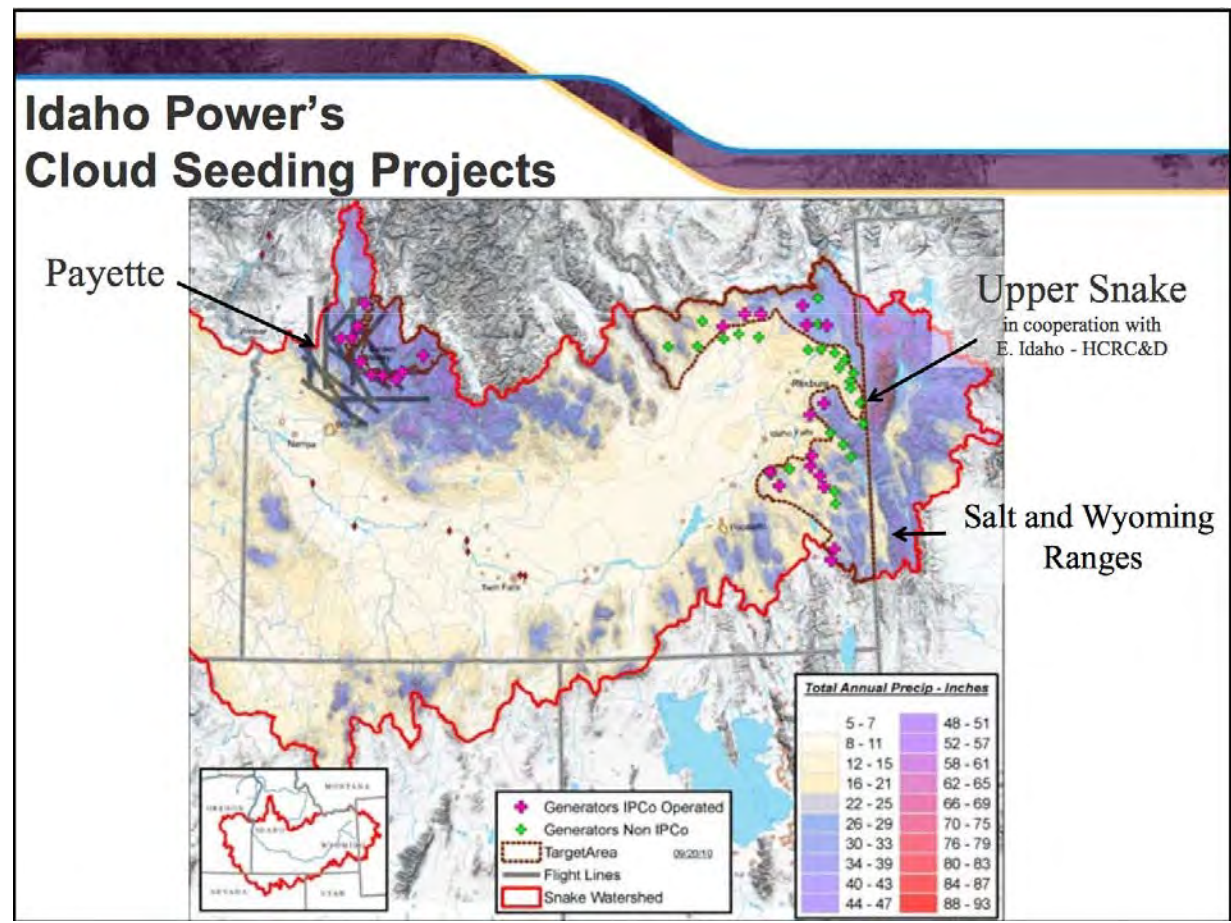 Idaho Power's
Cloud Seeding Projects
Payette
Upper Snake
in cooperation with
E. Idaho - HCRC&D
Salt and Wyoming
Ranges
Nampa
Rexburg
Idaho Falls
Pocatello
Twin Falls
MONTANA
OREGON
IDAHO
WYOMING
NEVADA
UTAH
Generators IPCo Operated
Generators Non IPCo
TargetArea 09/20/10
Flight Lines
Snake Watershed
Total Annual Precip - Inches
5 - 7 48 - 51
8 - 11 52 - 57
12 - 15 58 - 61
16 - 21 62 - 65
22 - 25 66 - 69
26 - 29 70 - 75
30 - 33 76 - 79
34 - 39 80 - 83
40 - 43 84 - 87
44 - 47 88 - 93